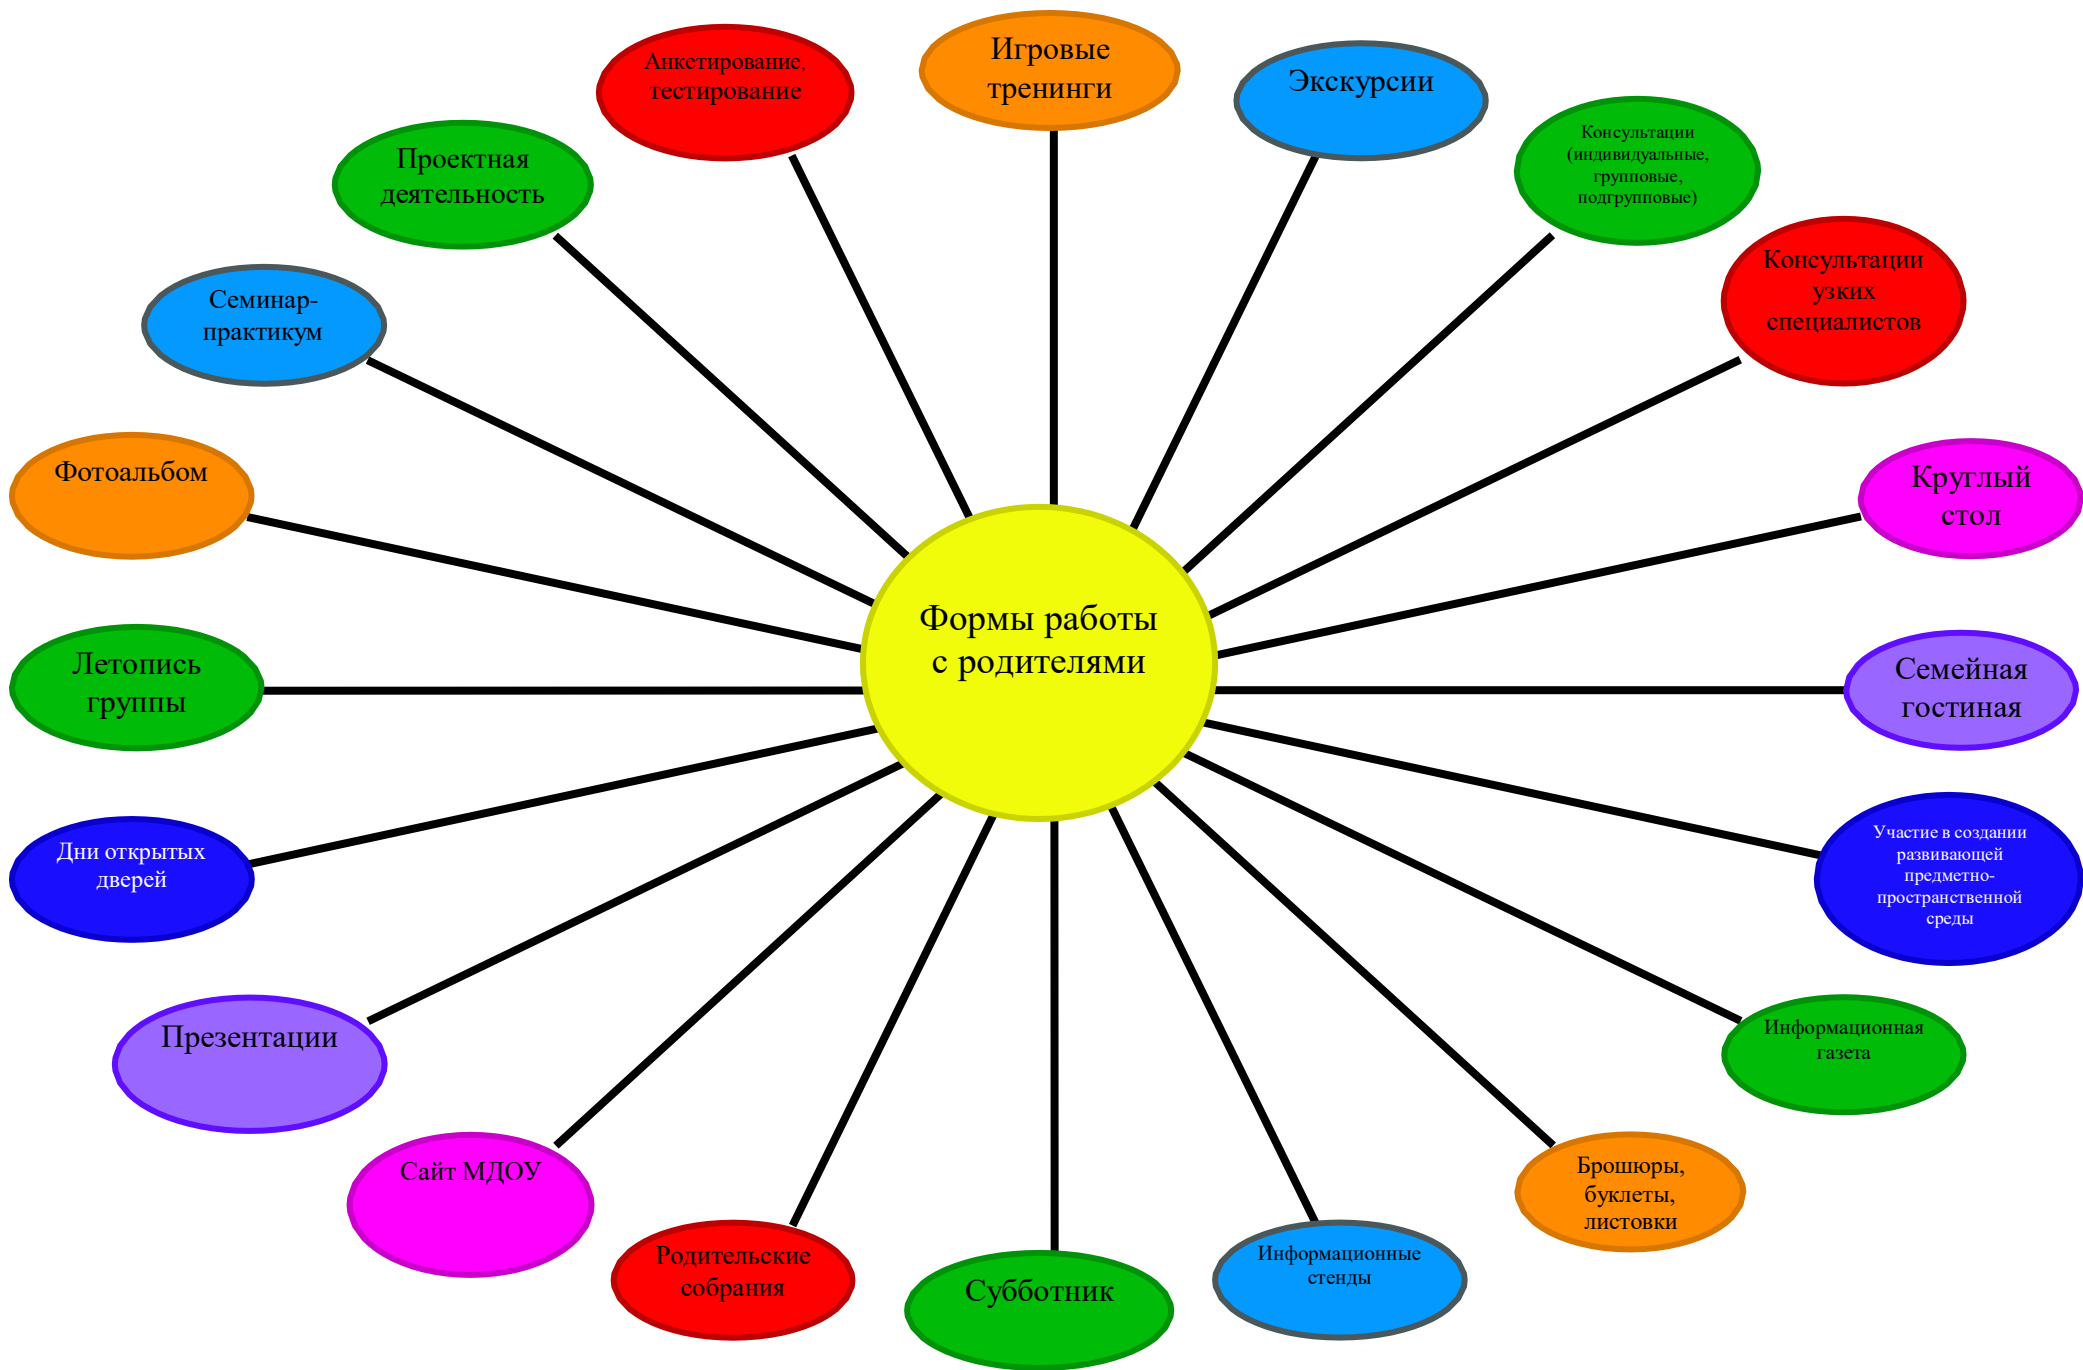 Игровые
тренинги
Экскурсии
Консультации
(индивидуальные,
групповые,
подгрупповые)
Консультации
узких
специалистов
Круглый
стол
Семейная
гостиная
Участие в создании
развивающей
предметно-
пространственной
среды
Информационная
газета
Брошюры,
буклеты,
листовки
Информационные
стенды
Субботник
Родительские
собрания
Сайт МДОУ
Презентации
Дни открытых
дверей
Летопись
группы
Фотоальбом
Семинар-
практикум
Проектная
деятельность
Анкетирование,
тестирование
Формы работы
с родителями